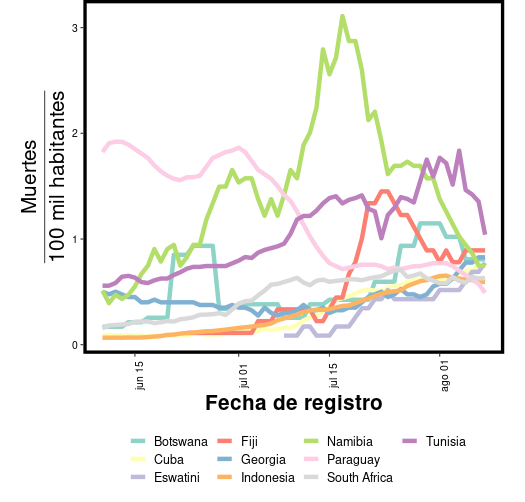 Muertes
100 mil habitantes
3
2
1
0
jun 15
jul 01
jul 15
ago 01
Fecha de registro
Botswana Fiji Namibia Tunisia
Cuba Georgia Paraguay
Eswatini Indonesia South Africa